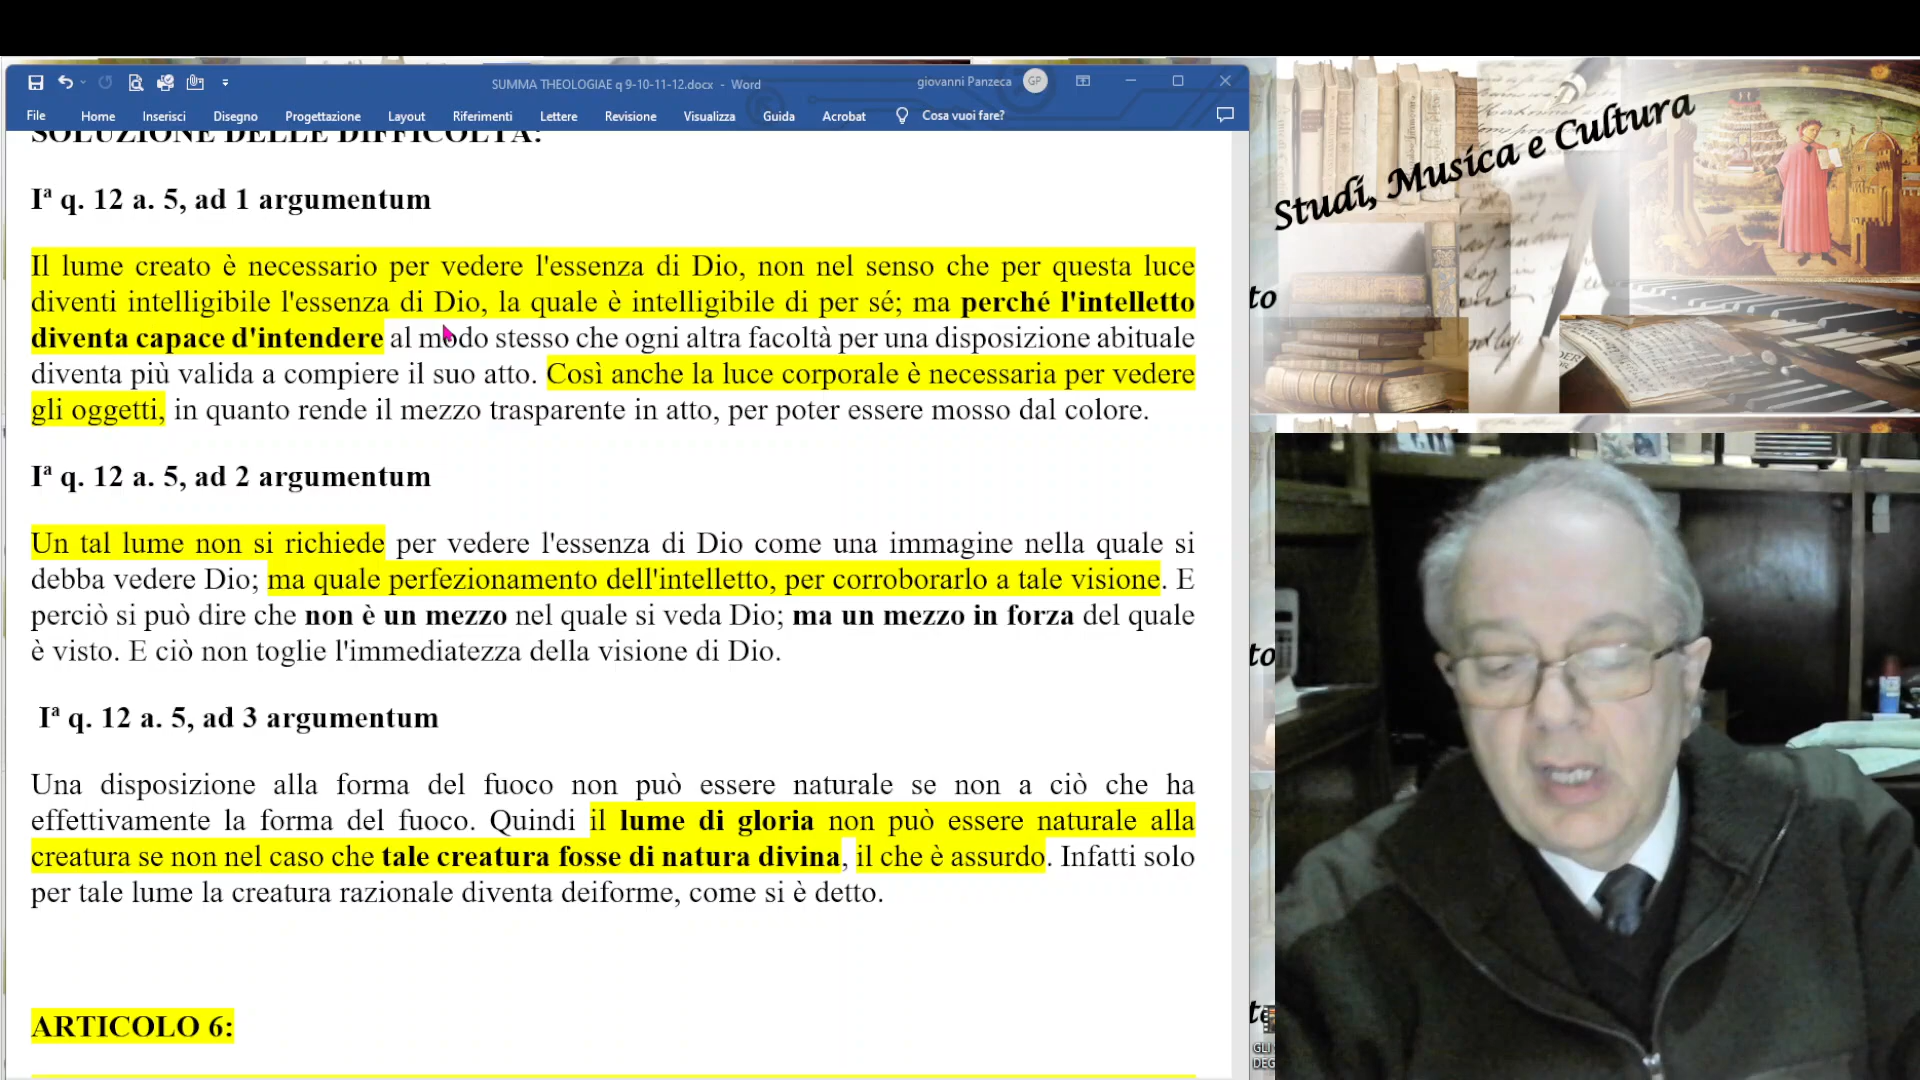 SUMMA THEOLOGIAE q 9-10-11-12.docx - Word
giovanni Panzeca
GP
File Home Inserisci Disegno Progettazione Layout Riferimenti Lettere Revisione Visualizza Guida Acrobat Cosa vuoi fare?
SOLUZIONE DELLE DIFFICOLTÀ:
Iª q. 12 a. 5, ad 1 argumentum
Il lume creato è necessario per vedere l'essenza di Dio, non nel senso che per questa luce
diventi intelligibile l'essenza di Dio, la quale è intelligibile di per sé; ma perché l'intelletto
diventa capace d'intendere al modo stesso che ogni altra facoltà per una disposizione abituale
diventa più valida a compiere il suo atto. Così anche la luce corporale è necessaria per vedere
gli oggetti, in quanto rende il mezzo trasparente in atto, per poter essere mosso dal colore.
Iª q. 12 a. 5, ad 2 argumentum
Un tal lume non si richiede per vedere l'essenza di Dio come una immagine nella quale si
debba vedere Dio; ma quale perfezionamento dell'intelletto, per corroborarlo a tale visione. E
perciò si può dire che non è un mezzo nel quale si veda Dio; ma un mezzo in forza del quale
è visto. E ciò non toglie l'immediatezza della visione di Dio.
Iª q. 12 a. 5, ad 3 argumentum
Una disposizione alla forma del fuoco non può essere naturale se non a ciò che ha
effettivamente la forma del fuoco. Quindi il lume di gloria non può essere naturale alla
creatura se non nel caso che tale creatura fosse di natura divina, il che è assurdo. Infatti solo
per tale lume la creatura razionale diventa deiforme, come si è detto.
ARTICOLO 6:
Studi, Musica e Cultura
to
to
GLI
DEG